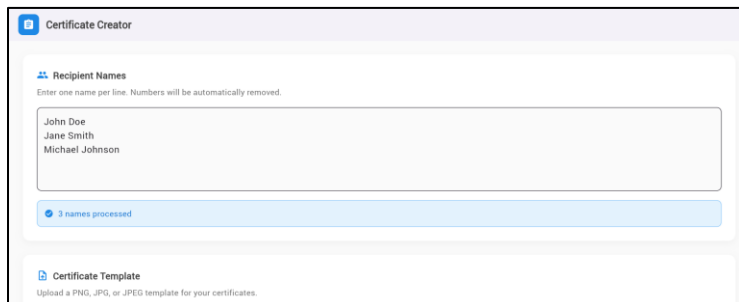 Certificate Creator
Recipient Names
Enter one name per line. Numbers will be automatically removed.
John Doe
Jane Smith
Michael Johnson
3 names processed
Certificate Template
Upload a PNG, JPG, or JPEG template for your certificates.